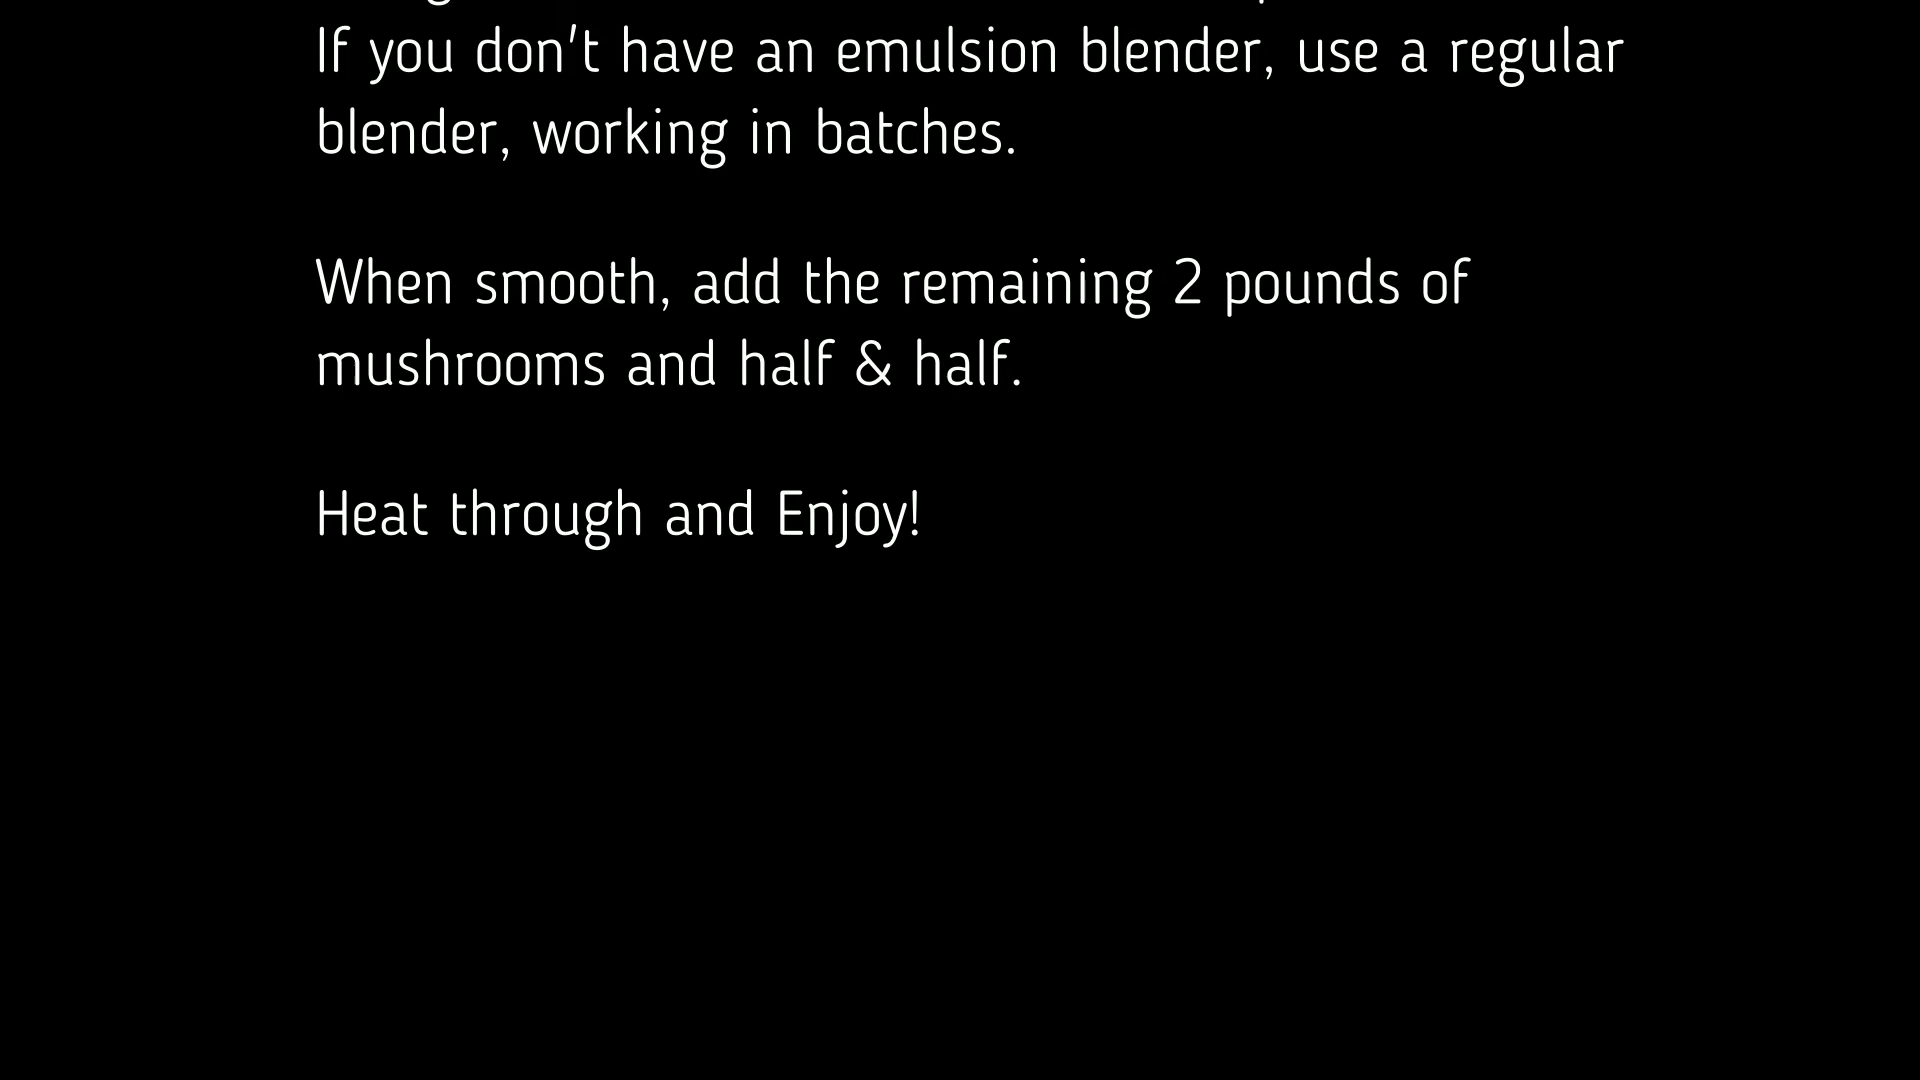 If you don't have an emulsion blender, use a regular
blender, working in batches.
When smooth, add the remaining 2 pounds of
mushrooms and half & half.
Heat through and Enjoy!